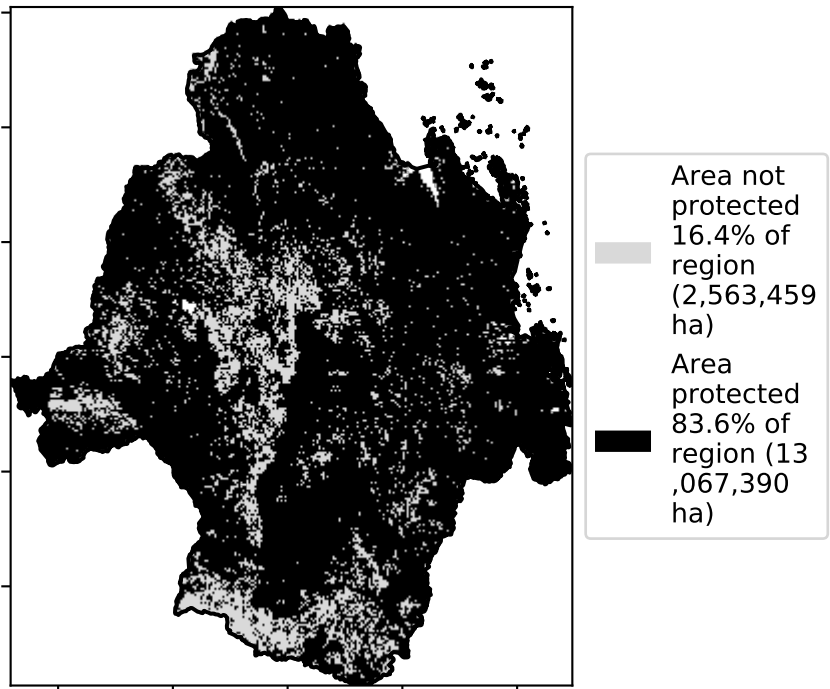 Area not
protected
16.4% of
region
(2,563,459
ha)
Area
protected
83.6% of
region (13
,067,390
ha)